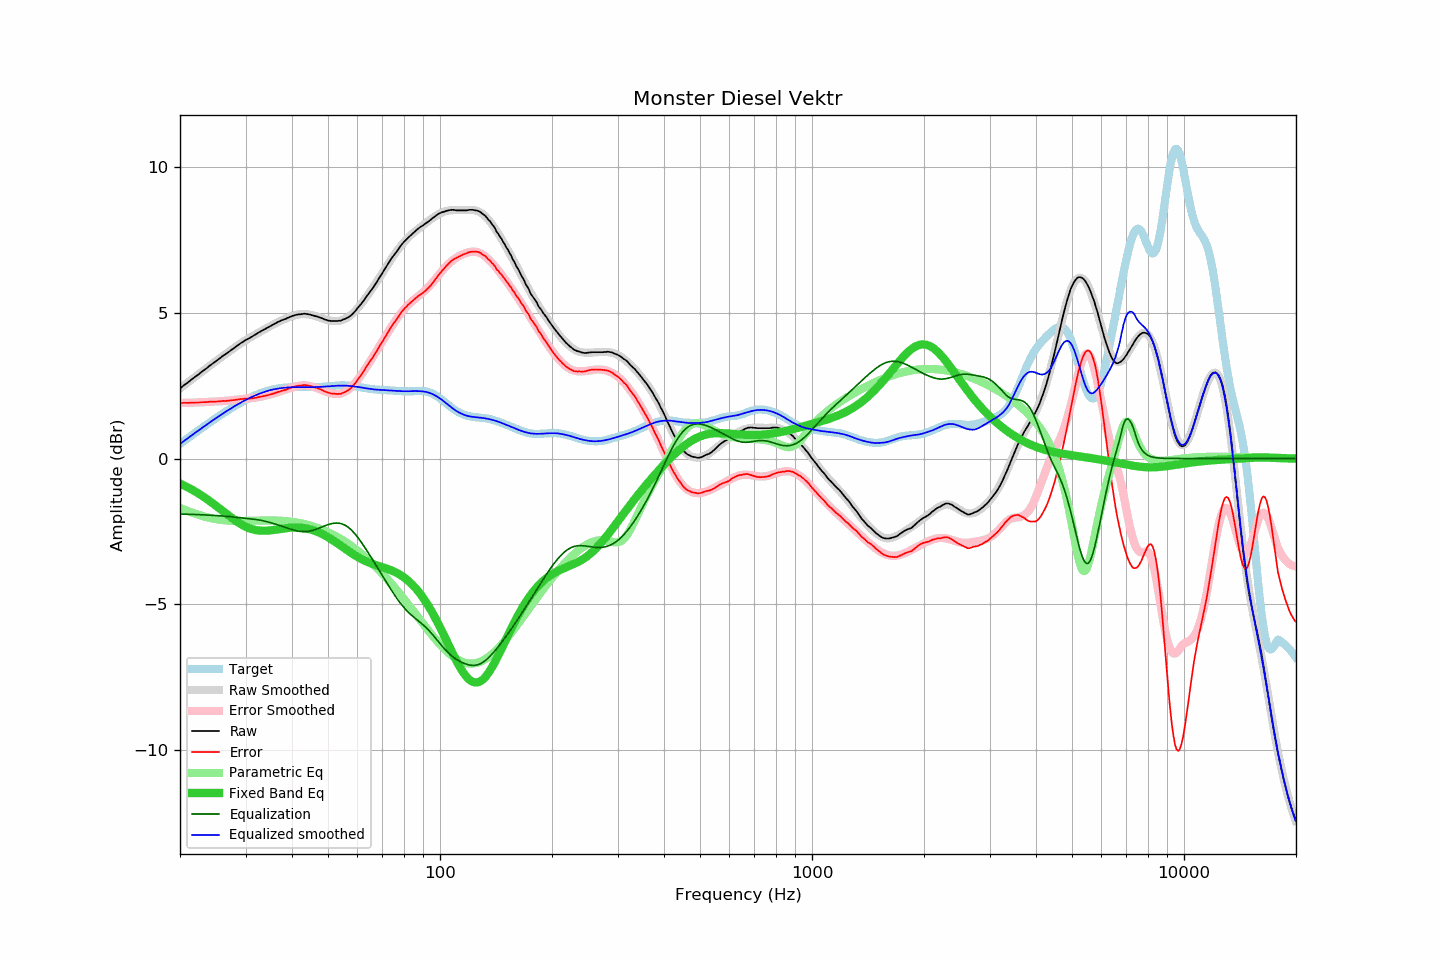 Monster Diesel Vektr
10
5
0
−5
−10
Amplitude (dBr)
Target
Raw Smoothed
Error Smoothed
Raw
Error
Parametric Eq
Fixed Band Eq
Equalization
Equalized smoothed
100
1000
10000
Frequency (Hz)